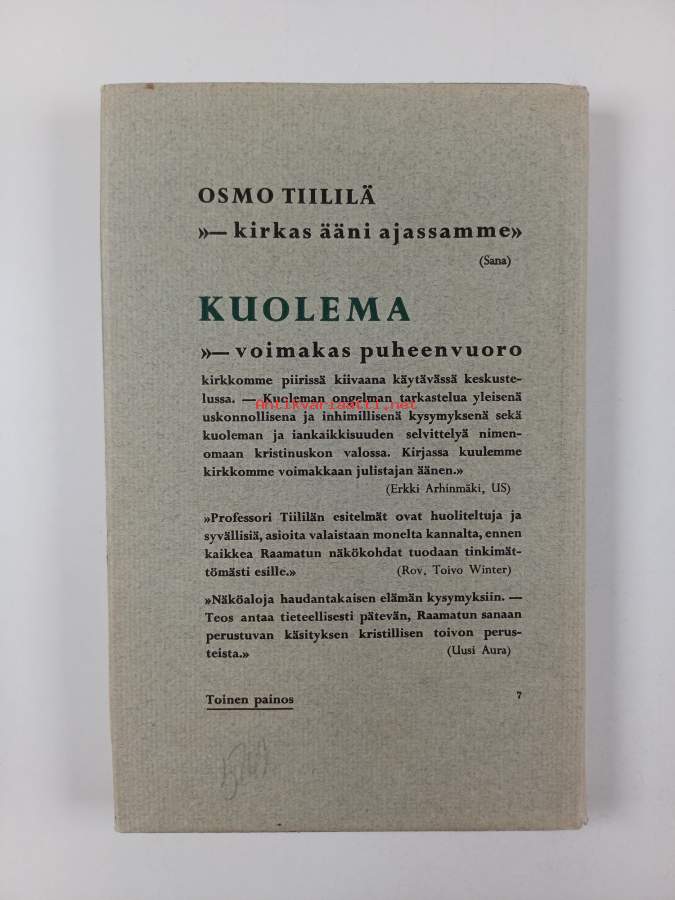 OSMO TIILILÄ
»— kirkas ääni ajassamme»
(Sana)
KUOLEMA
»— voimakas puheenvuoro
kirkkomme piirissä kiivaana käytävässä keskuste-
lussa. — Kuoleman ongelman tarkastelua yleisenä
Antikvariaatti.net
uskonnollisena ja inhimillisenä kysymyksenä sekä
kuoleman ja iankaikkisuuden selvittelyä nimen-
omaan kristinuskon valossa. Kirjassa kuulemme
kirkkomme voimakkaan julistajan äänen.»
(Erkki Arhinmäki, US)
»Professori Tiililän esitelmät ovat huoliteltuja ja
syvällisiä, asioita valaistaan monelta kannalta, ennen
kaikkea Raamatun näkökohdat tuodaan tinkimät-
tömästi esille.» (Rov. Toivo Winter)
»Näköaloja haudantakaisen elämän kysymyksiin. —
Teos antaa tieteellisesti pätevän, Raamatun sanaan
perustuvan käsityksen kristillisen toivon perus-
teista.» (Uusi Aura)
Toinen painos 7